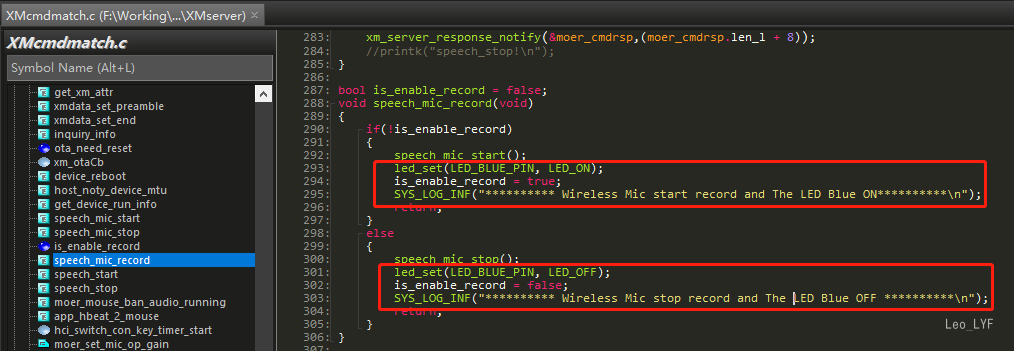 XMcmdmatch.c (F:\Working\...\XMserver) ×
XMcmdmatch.c
Symbol Name (Alt+L)
get_xm_attr
xmdata_set_preamble
xmdata_set_end
inquiry_info
ota_need_reset
xm_otaCb
device_reboot
host_noty_device_mtu
get_device_run_info
speech_mic_start
speech_mic_stop
is_enable_record
speech_mic_record
speech_start
speech_stop
moer_mouse_ban_audio_running
app_hbeat_2_mouse
hci_switch_con_key_timer_start
moer_set_mic_op_gain
283: xm_server_response_notify(&moer_cmdrsp,(moer_cmdrsp.len_l + 8));
284: //printk("speech_stop!\n");
285: }
286:
287: bool is_enable_record = false;
288: void speech_mic_record(void)
289: {
290: if(!is_enable_record)
291: {
292: speech_mic_start();
293: led_set(LED_BLUE_PIN, LED_ON);
294: is_enable_record = true;
295: SYS_LOG_INF("********** Wireless Mic start record and The LED Blue ON**********\n");
296: return;
297: }
298: else
299: {
300: speech_mic_stop();
301: led_set(LED_BLUE_PIN, LED_OFF);
302: is_enable_record = false;
303: SYS_LOG_INF("********** Wireless Mic stop record and The LED Blue OFF **********\n");
304: return;
305: }
306: }
307:
Leo_LYF